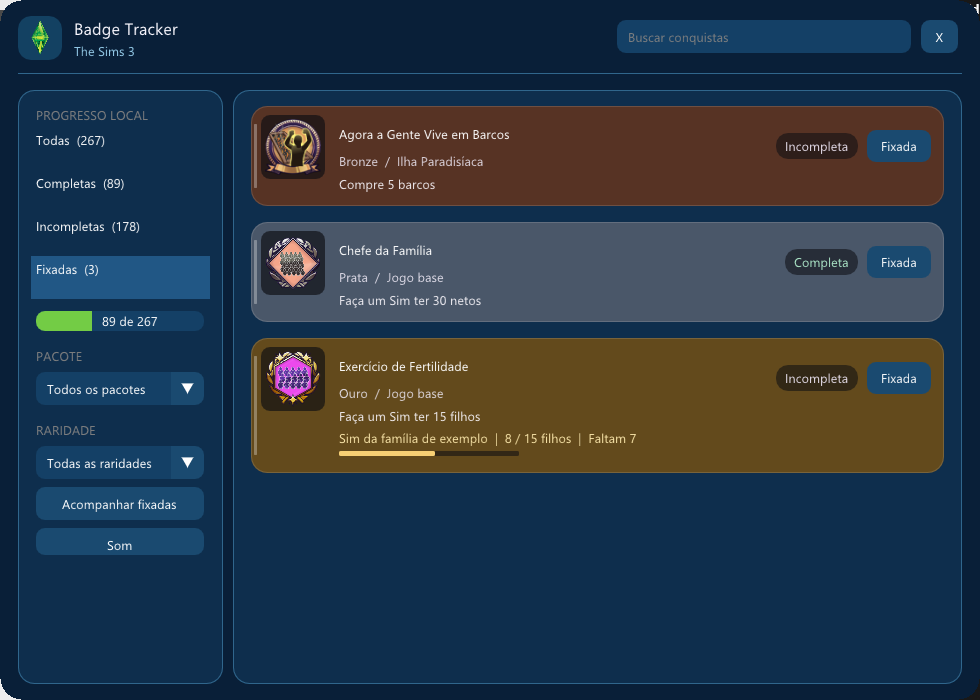 Badge Tracker
The Sims 3
Buscar conquistas
X
PROGRESSO LOCAL
Todas (267)
Completas (89)
Incompletas (178)
Fixadas (3)
89 de 267
PACOTE
Todos os pacotes
RARIDADE
Todas as raridades
Acompanhar fixadas
Som
Agora a Gente Vive em Barcos
Bronze / Ilha Paradisíaca
Compre 5 barcos
Incompleta
Fixada
Chefe da Família
Prata / Jogo base
Faça um Sim ter 30 netos
Completa
Fixada
Exercício de Fertilidade
Ouro / Jogo base
Faça um Sim ter 15 filhos
Sim da família de exemplo | 8 / 15 filhos | Faltam 7
Incompleta
Fixada